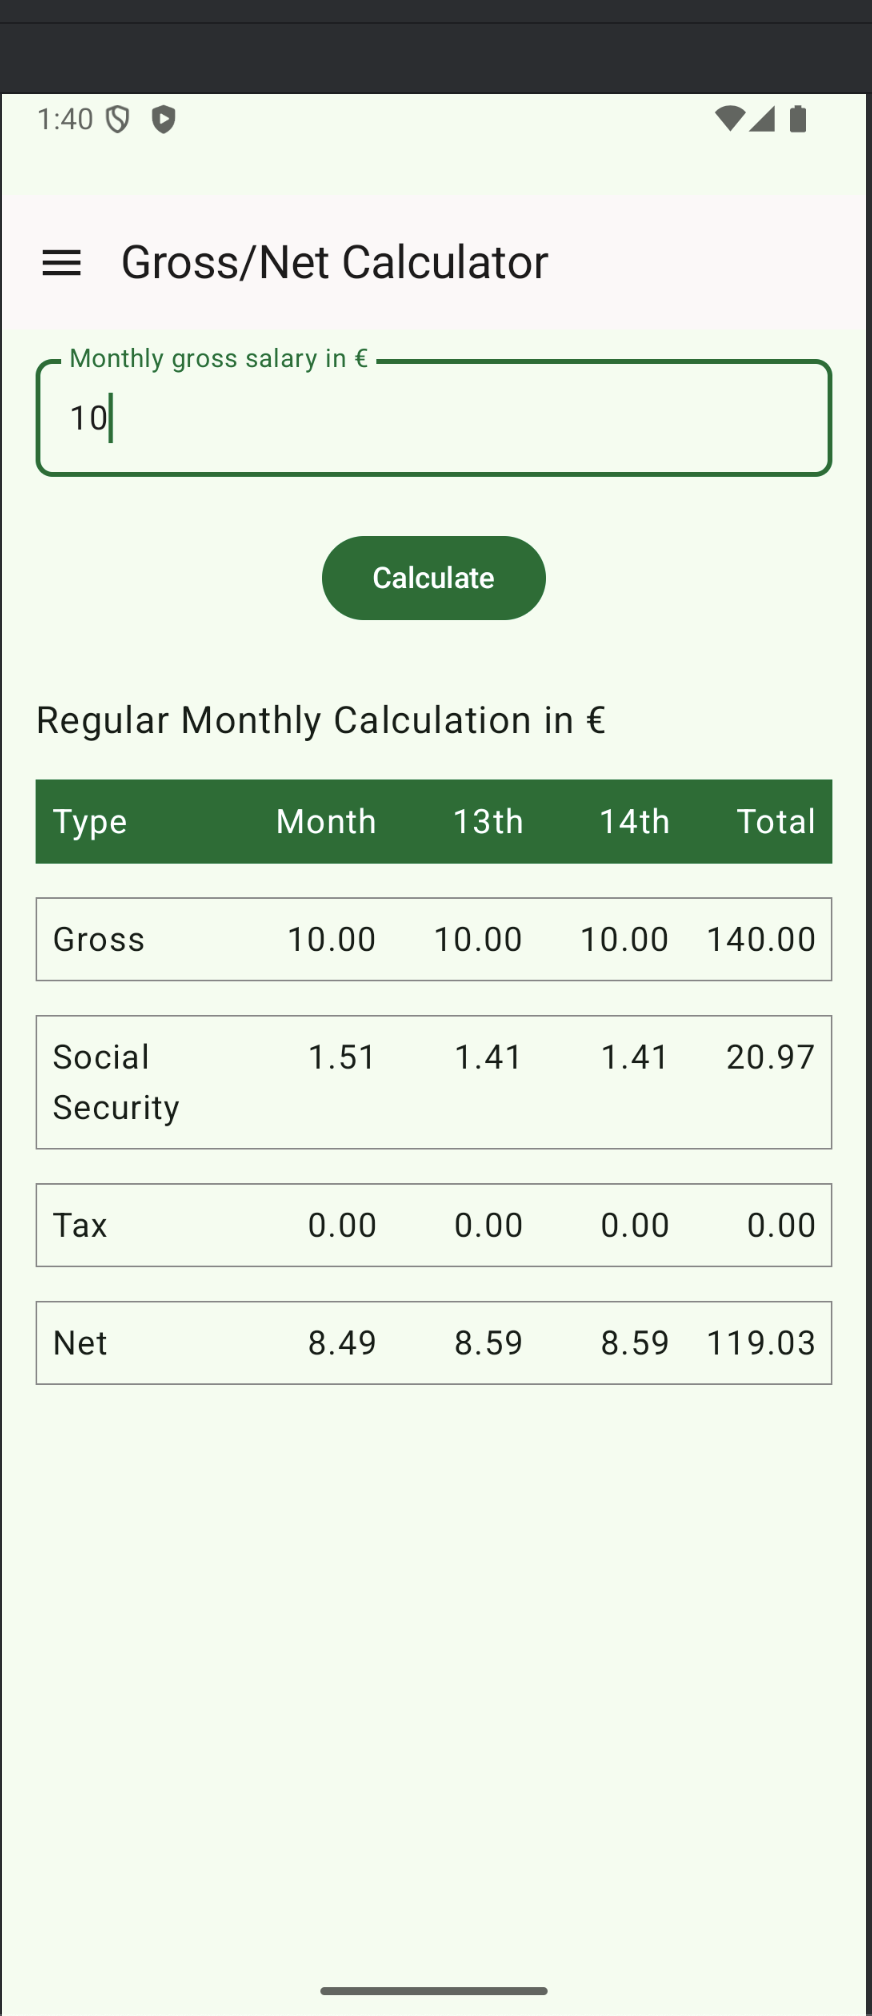 1:40
Gross/Net Calculator
Monthly gross salary in €
10
Calculate
Regular Monthly Calculation in €
Type Month 13th 14th Total
Gross 10.00 10.00 10.00 140.00
Social 1.51 1.41 1.41 20.97
Security
Tax 0.00 0.00 0.00 0.00
Net 8.49 8.59 8.59 119.03